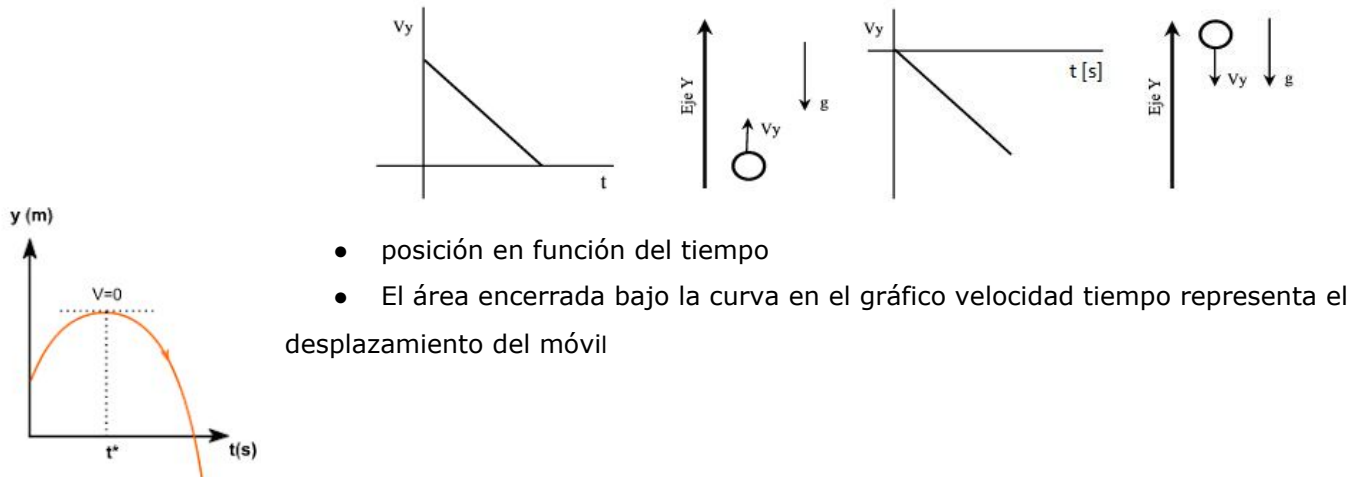 Vy
t
Eje Y
Vy
g
Vy
t [s]
Eje Y
Vy
g
y (m)
V=0
t*
t(s)
● posición en función del tiempo
● El área encerrada bajo la curva en el gráfico velocidad tiempo representa el
desplazamiento del móvil